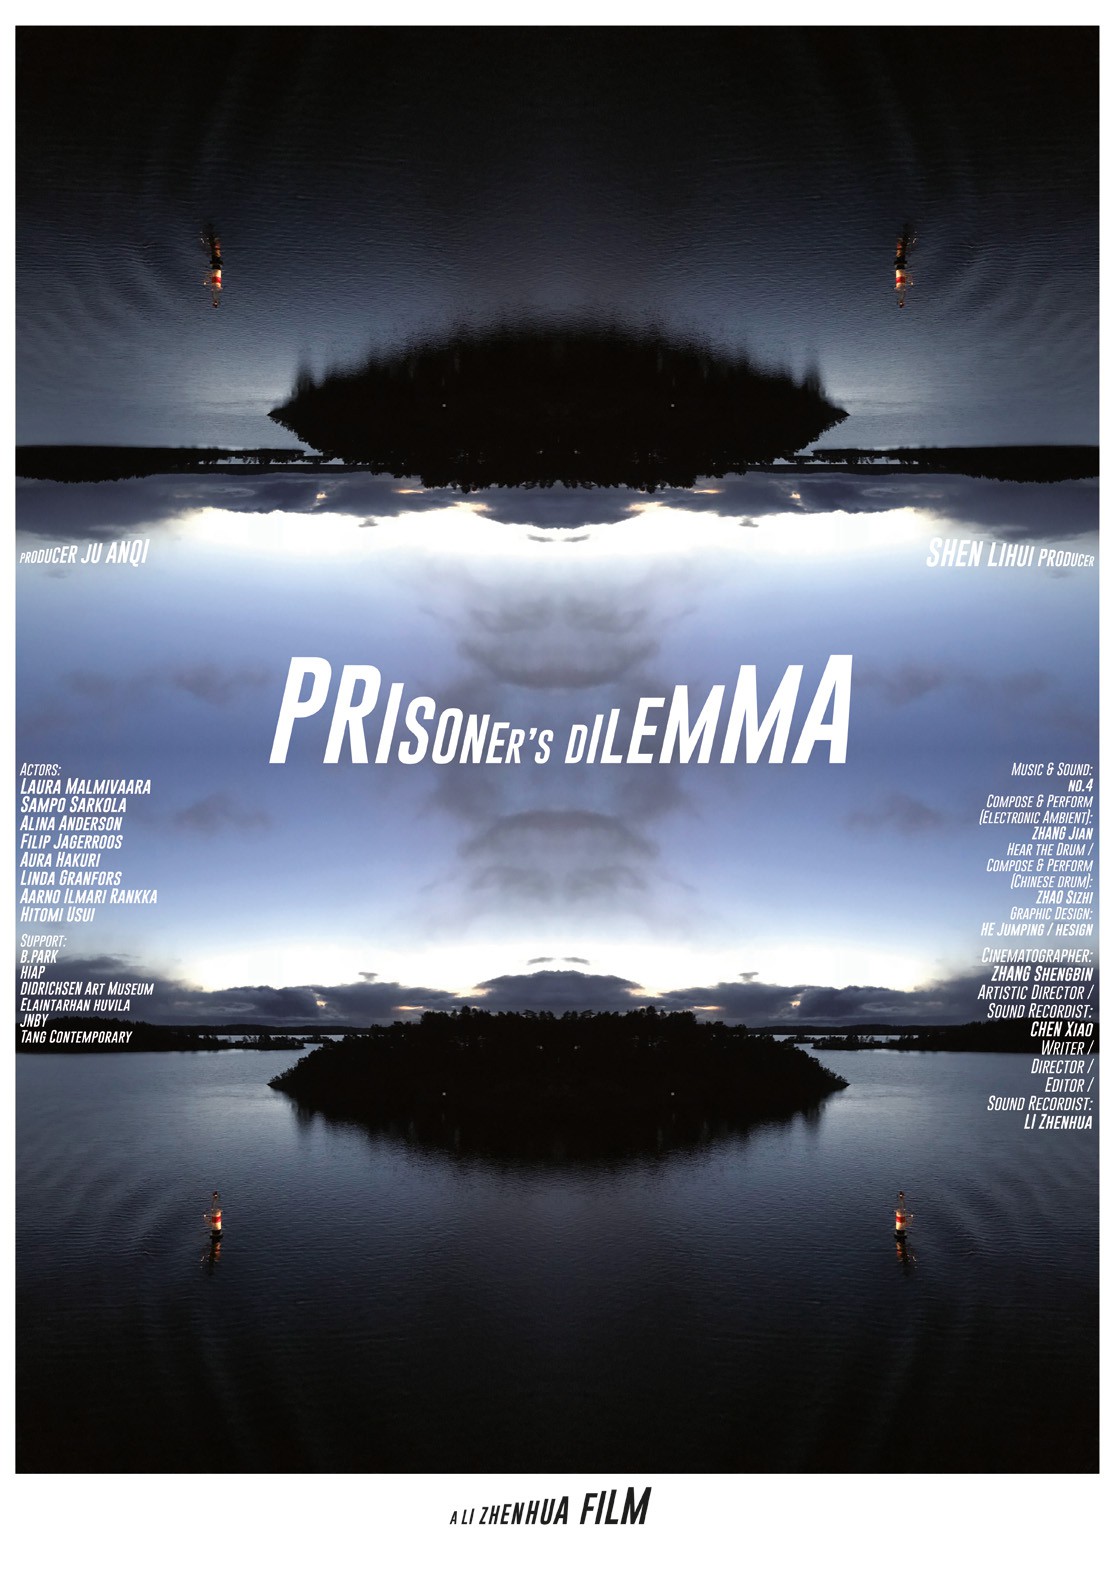 PRODUCER JU ANQI
SHEN LIHUI PRODUCER
PRISONER'S DILEMMA
ACTORS:
LAURA MALMIVAARA
SAMPO SARKOLA
ALINA ANDERSON
FILIP JAGERROOS
AURA HAKURI
LINDA GRANFORS
AARNO ILMARI RANKKA
HITOMI USUI
SUPPORT:
B.PARK
HIAP
DIDRICHSEN ART MUSEUM
ELAINTARHAN HUVILA
JNBY
TANG CONTEMPORARY
MUSIC & SOUND:
NO.4
COMPOSE & PERFORM
(ELECTRONIC AMBIENT):
ZHANG JIAN
HEAR THE DRUM /
COMPOSE & PERFORM
(CHINESE DRUM):
ZHAO SIZHI
GRAPHIC DESIGN:
HE JUMPING / HESIGN
CINEMATOGRAPHER:
ZHANG SHENGBIN
ARTISTIC DIRECTOR /
SOUND RECORDIST:
CHEN XIAO
WRITER /
DIRECTOR /
EDITOR /
SOUND RECORDIST:
LI ZHENHUA
A LI ZHENHUA FILM